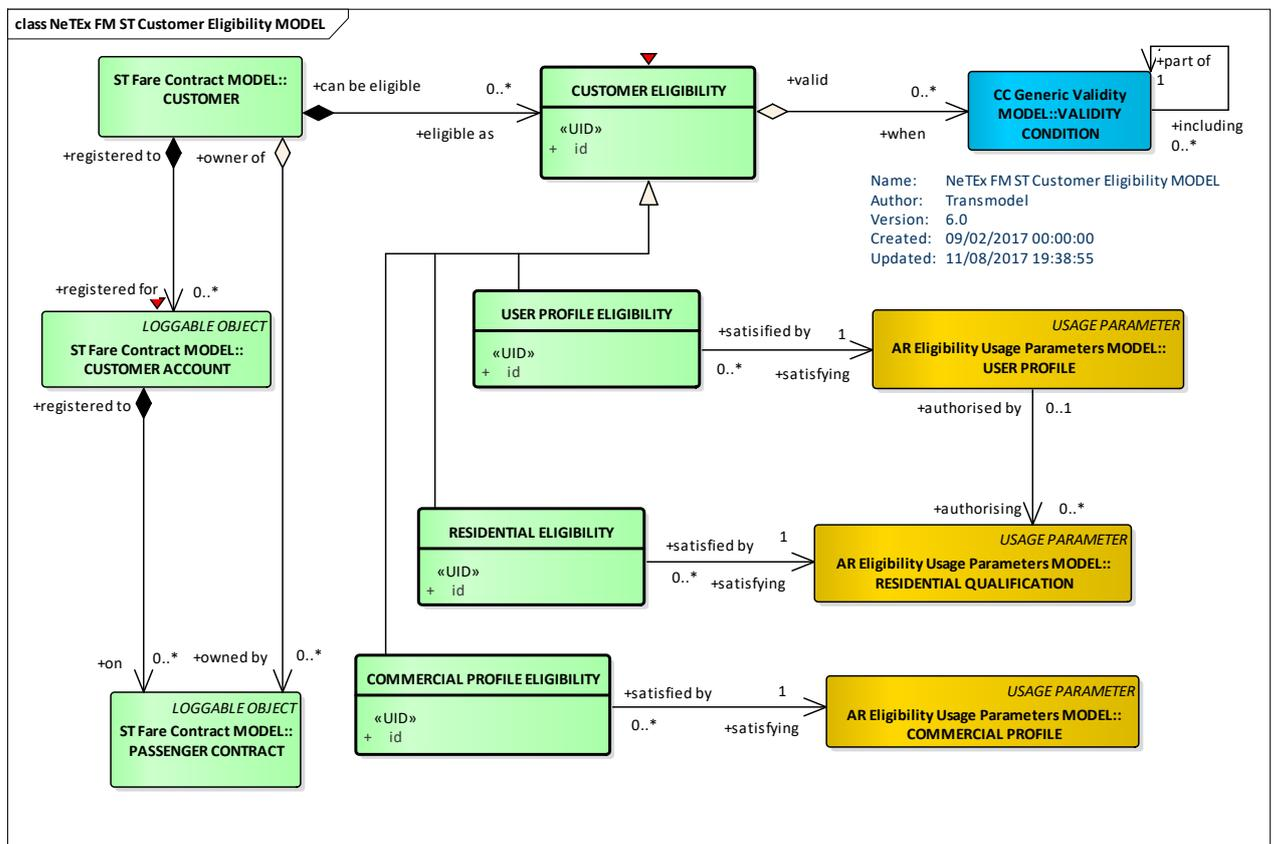 class NeTEx FM ST Customer Eligibility MODEL
ST Fare Contract MODEL::
CUSTOMER
+can be eligible
0..*
+eligible as
CUSTOMER ELIGIBILITY
«UID»
+ id
+valid
0..*
+when
CC Generic Validity
MODEL::VALIDITY
CONDITION
+part of
1
+including
0..*
+registered to
+owner of
Name: NeTEx FM ST Customer Eligibility MODEL
Author: Transmodel
Version: 6.0
Created: 09/02/2017 00:00:00
Updated: 11/08/2017 19:38:55
+registered for
0..*
LOGGABLE OBJECT
ST Fare Contract MODEL::
CUSTOMER ACCOUNT
+registered to
USER PROFILE ELIGIBILITY
«UID»
+ id
+satisified by
1
0..*
+satisfying
USAGE PARAMETER
AR Eligibility Usage Parameters MODEL::
USER PROFILE
+authorised by
0..1
+authorising
0..*
RESIDENTIAL ELIGIBILITY
«UID»
+ id
+satisfied by
1
0..*
+satisfying
USAGE PARAMETER
AR Eligibility Usage Parameters MODEL::
RESIDENTIAL QUALIFICATION
+on
0..*
+owned by
0..*
LOGGABLE OBJECT
ST Fare Contract MODEL::
PASSENGER CONTRACT
COMMERCIAL PROFILE ELIGIBILITY
«UID»
+ id
+satisfied by
1
0..*
+satisfying
USAGE PARAMETER
AR Eligibility Usage Parameters MODEL::
COMMERCIAL PROFILE